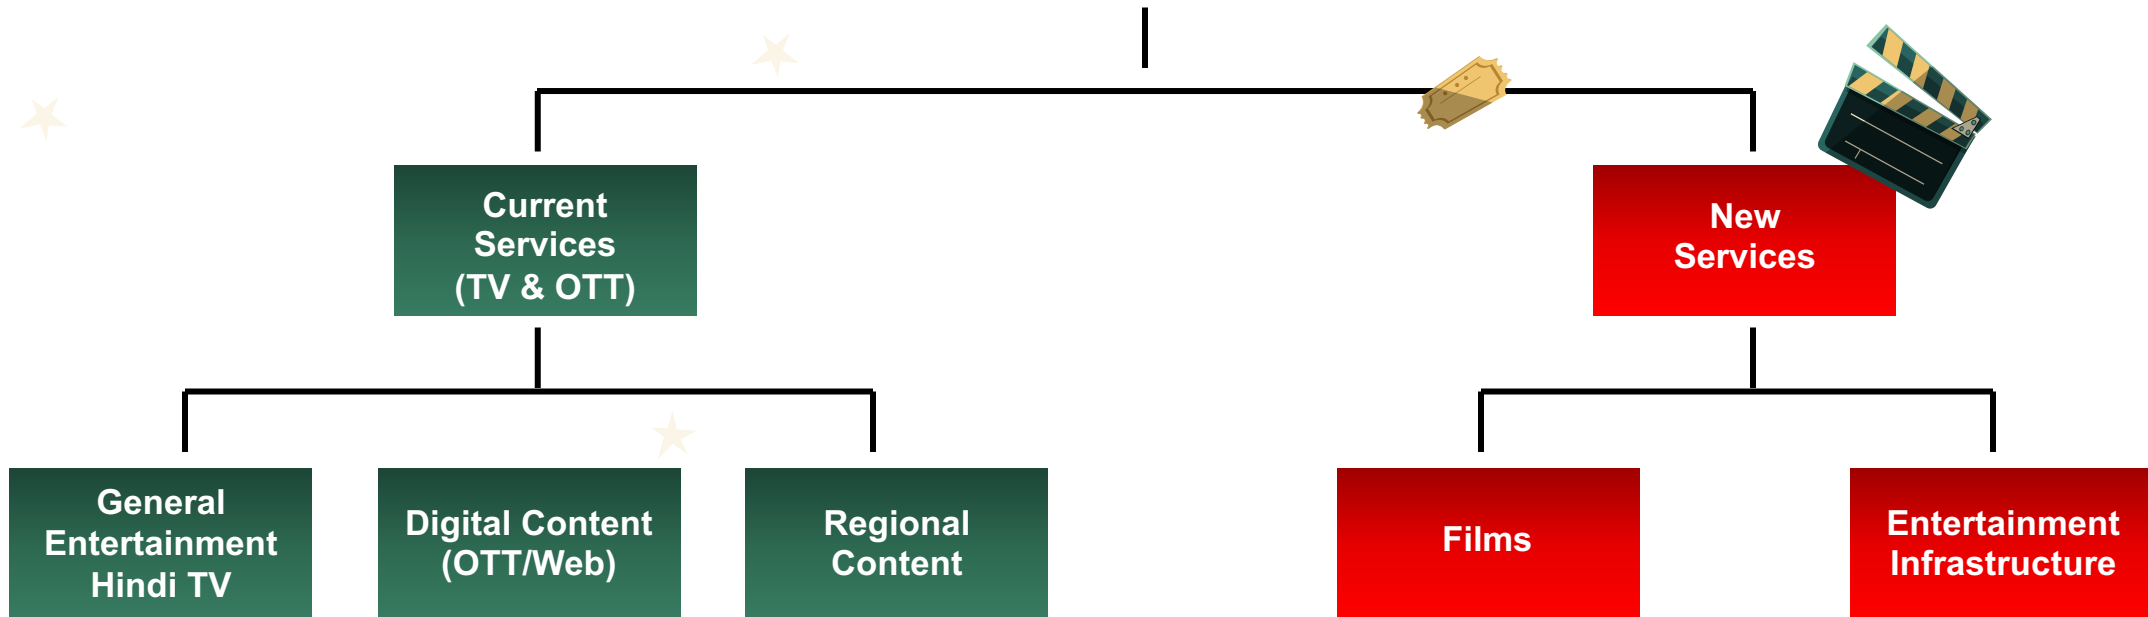 Current
Services
(TV & OTT)
New
Services
General
Entertainment
Hindi TV
Digital Content
(OTT/Web)
Regional
Content
Films
Entertainment
Infrastructure